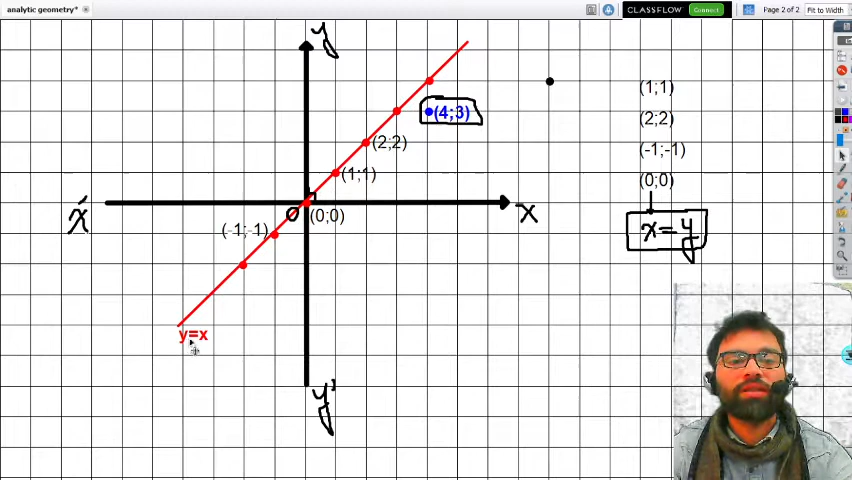 analytic geometry*
CLASSFLOW
Connect
Page 2 of 2
Fit to Width
y
(4;3)
(1;1)
(2;2)
(2;2)
(-1;-1)
(1;1)
(0;0)
x́
O
(0;0)
x
(-1;-1)
x=y
y=x
y'